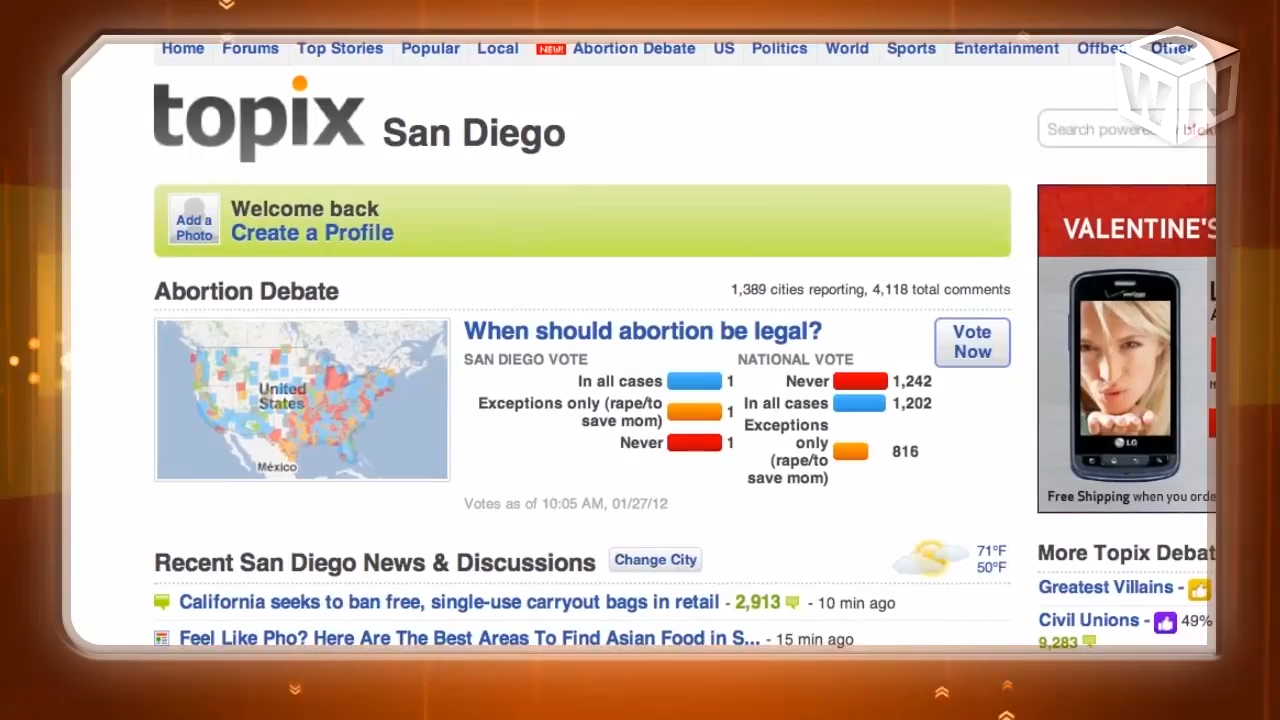 Home Forums Top Stories Popular Local NEW! Abortion Debate US Politics World Sports Entertainment Offbeat Other
topix San Diego
Search powered
Add a Photo
Welcome back
Create a Profile
VALENTINE'S
Abortion Debate
1,389 cities reporting, 4,118 total comments
United States
México
When should abortion be legal?
Vote Now
SAN DIEGO VOTE
In all cases 1
Exceptions only (rape/to
save mom) 1
Never 1
NATIONAL VOTE
Never 1,242
In all cases 1,202
Exceptions
only
(rape/to
save mom) 816
Votes as of 10:05 AM, 01/27/12
verizon
LG
Free Shipping when you orde
Recent San Diego News & Discussions Change City
71°F
50°F
California seeks to ban free, single-use carryout bags in retail - 2,913 - 10 min ago
Feel Like Pho? Here Are The Best Areas To Find Asian Food in S... - 15 min ago
More Topix Debat
Greatest Villains -
Civil Unions - 49%
9,283